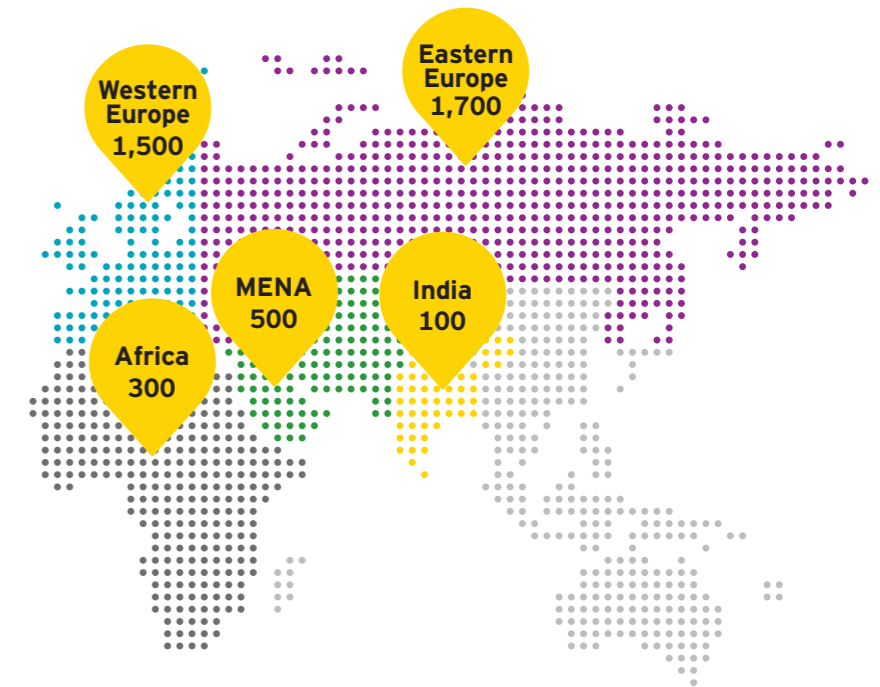 Western
Europe
1,500
Eastern
Europe
1,700
MENA
500
India
100
Africa
300